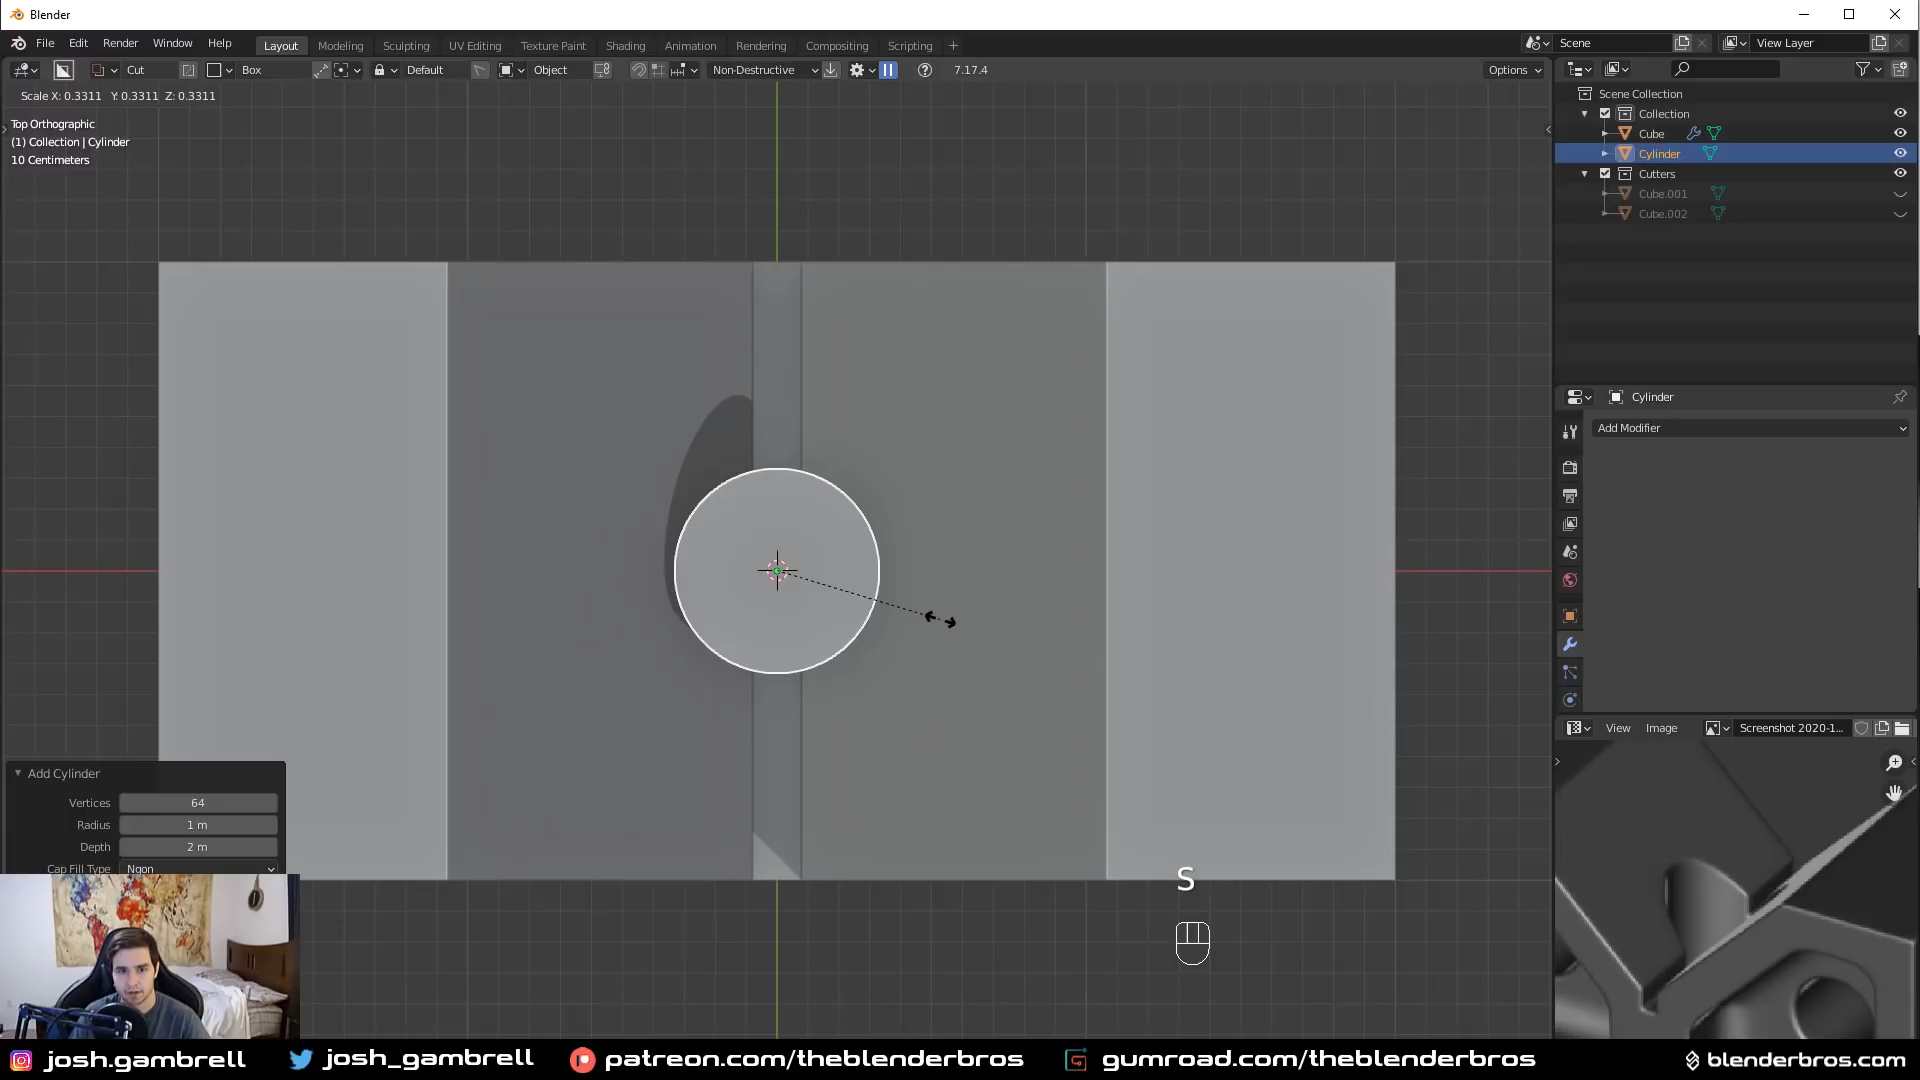 Blender
File Edit Render Window Help Layout Modeling Sculpting UV Editing Texture Paint Shading Animation Rendering Compositing Scripting + Scene View Layer
Cut Box Default Object Non-Destructive 7.17.4 Options
Scale X: 0.3311 Y: 0.3311 Z: 0.3311
Top Orthographic
(1) Collection | Cylinder
10 Centimeters
Scene Collection
Collection
Cube
Cylinder
Cutters
Cube.001
Cube.002
Cylinder
Add Modifier
View Image Screenshot 2020-1...
Add Cylinder
Vertices 64
Radius 1 m
Depth 2 m
Cap Fill Type Ngon
S
josh.gambrell josh_gambrell patreon.com/theblenderbros gumroad.com/theblenderbros blenderbros.com